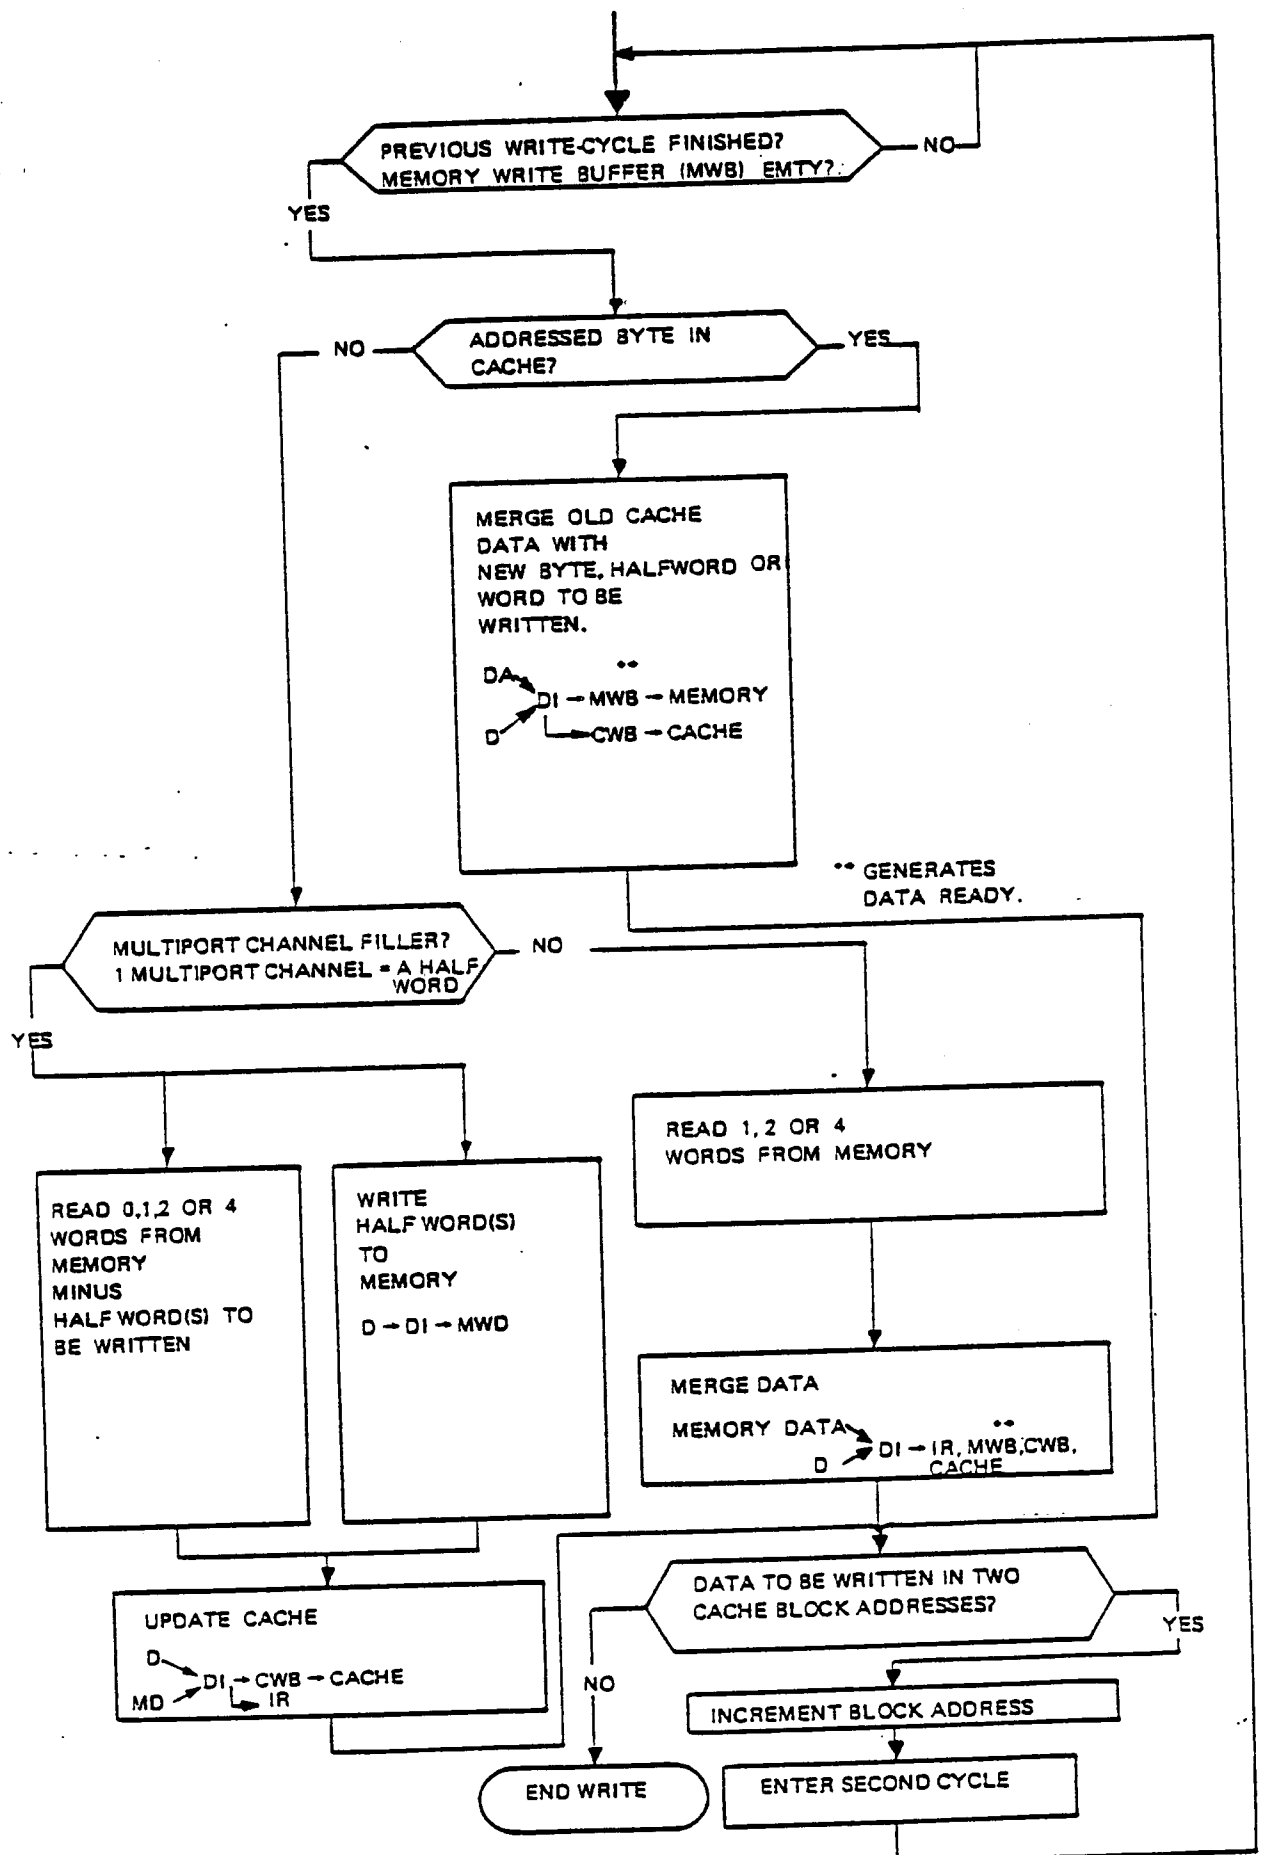 PREVIOUS WRITE-CYCLE FINISHED?
MEMORY WRITE BUFFER (MWB) EMTY?
NO
YES
ADDRESSED BYTE IN
CACHE?
NO
YES
MERGE OLD CACHE
DATA WITH
NEW BYTE, HALFWORD OR
WORD TO BE
WRITTEN.
**
DA
DI → MWB → MEMORY
D
CWB → CACHE
** GENERATES
DATA READY.
MULTIPORT CHANNEL FILLER?
1 MULTIPORT CHANNEL = A HALF
WORD
NO
YES
READ 0,1,2 OR 4
WORDS FROM
MEMORY
MINUS
HALFWORD(S) TO
BE WRITTEN
WRITE
HALFWORD(S)
TO
MEMORY
D → DI → MWD
READ 1, 2 OR 4
WORDS FROM MEMORY
MERGE DATA
**
MEMORY DATA
DI → IR, MWB, CWB,
D
CACHE
UPDATE CACHE
D
DI → CWB → CACHE
MD
IR
DATA TO BE WRITTEN IN TWO
CACHE BLOCK ADDRESSES?
YES
NO
INCREMENT BLOCK ADDRESS
END WRITE
ENTER SECOND CYCLE